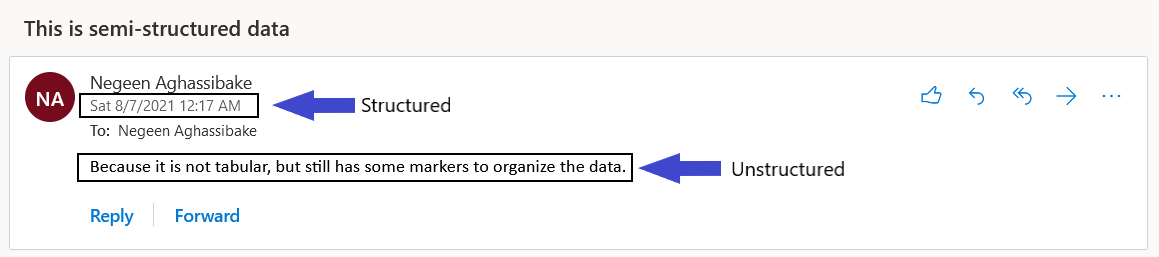 This is semi-structured data
NA
Negeen Aghassibake
Sat 8/7/2021 12:17 AM
Structured
To: Negeen Aghassibake
Because it is not tabular, but still has some markers to organize the data.
Unstructured
Reply
Forward